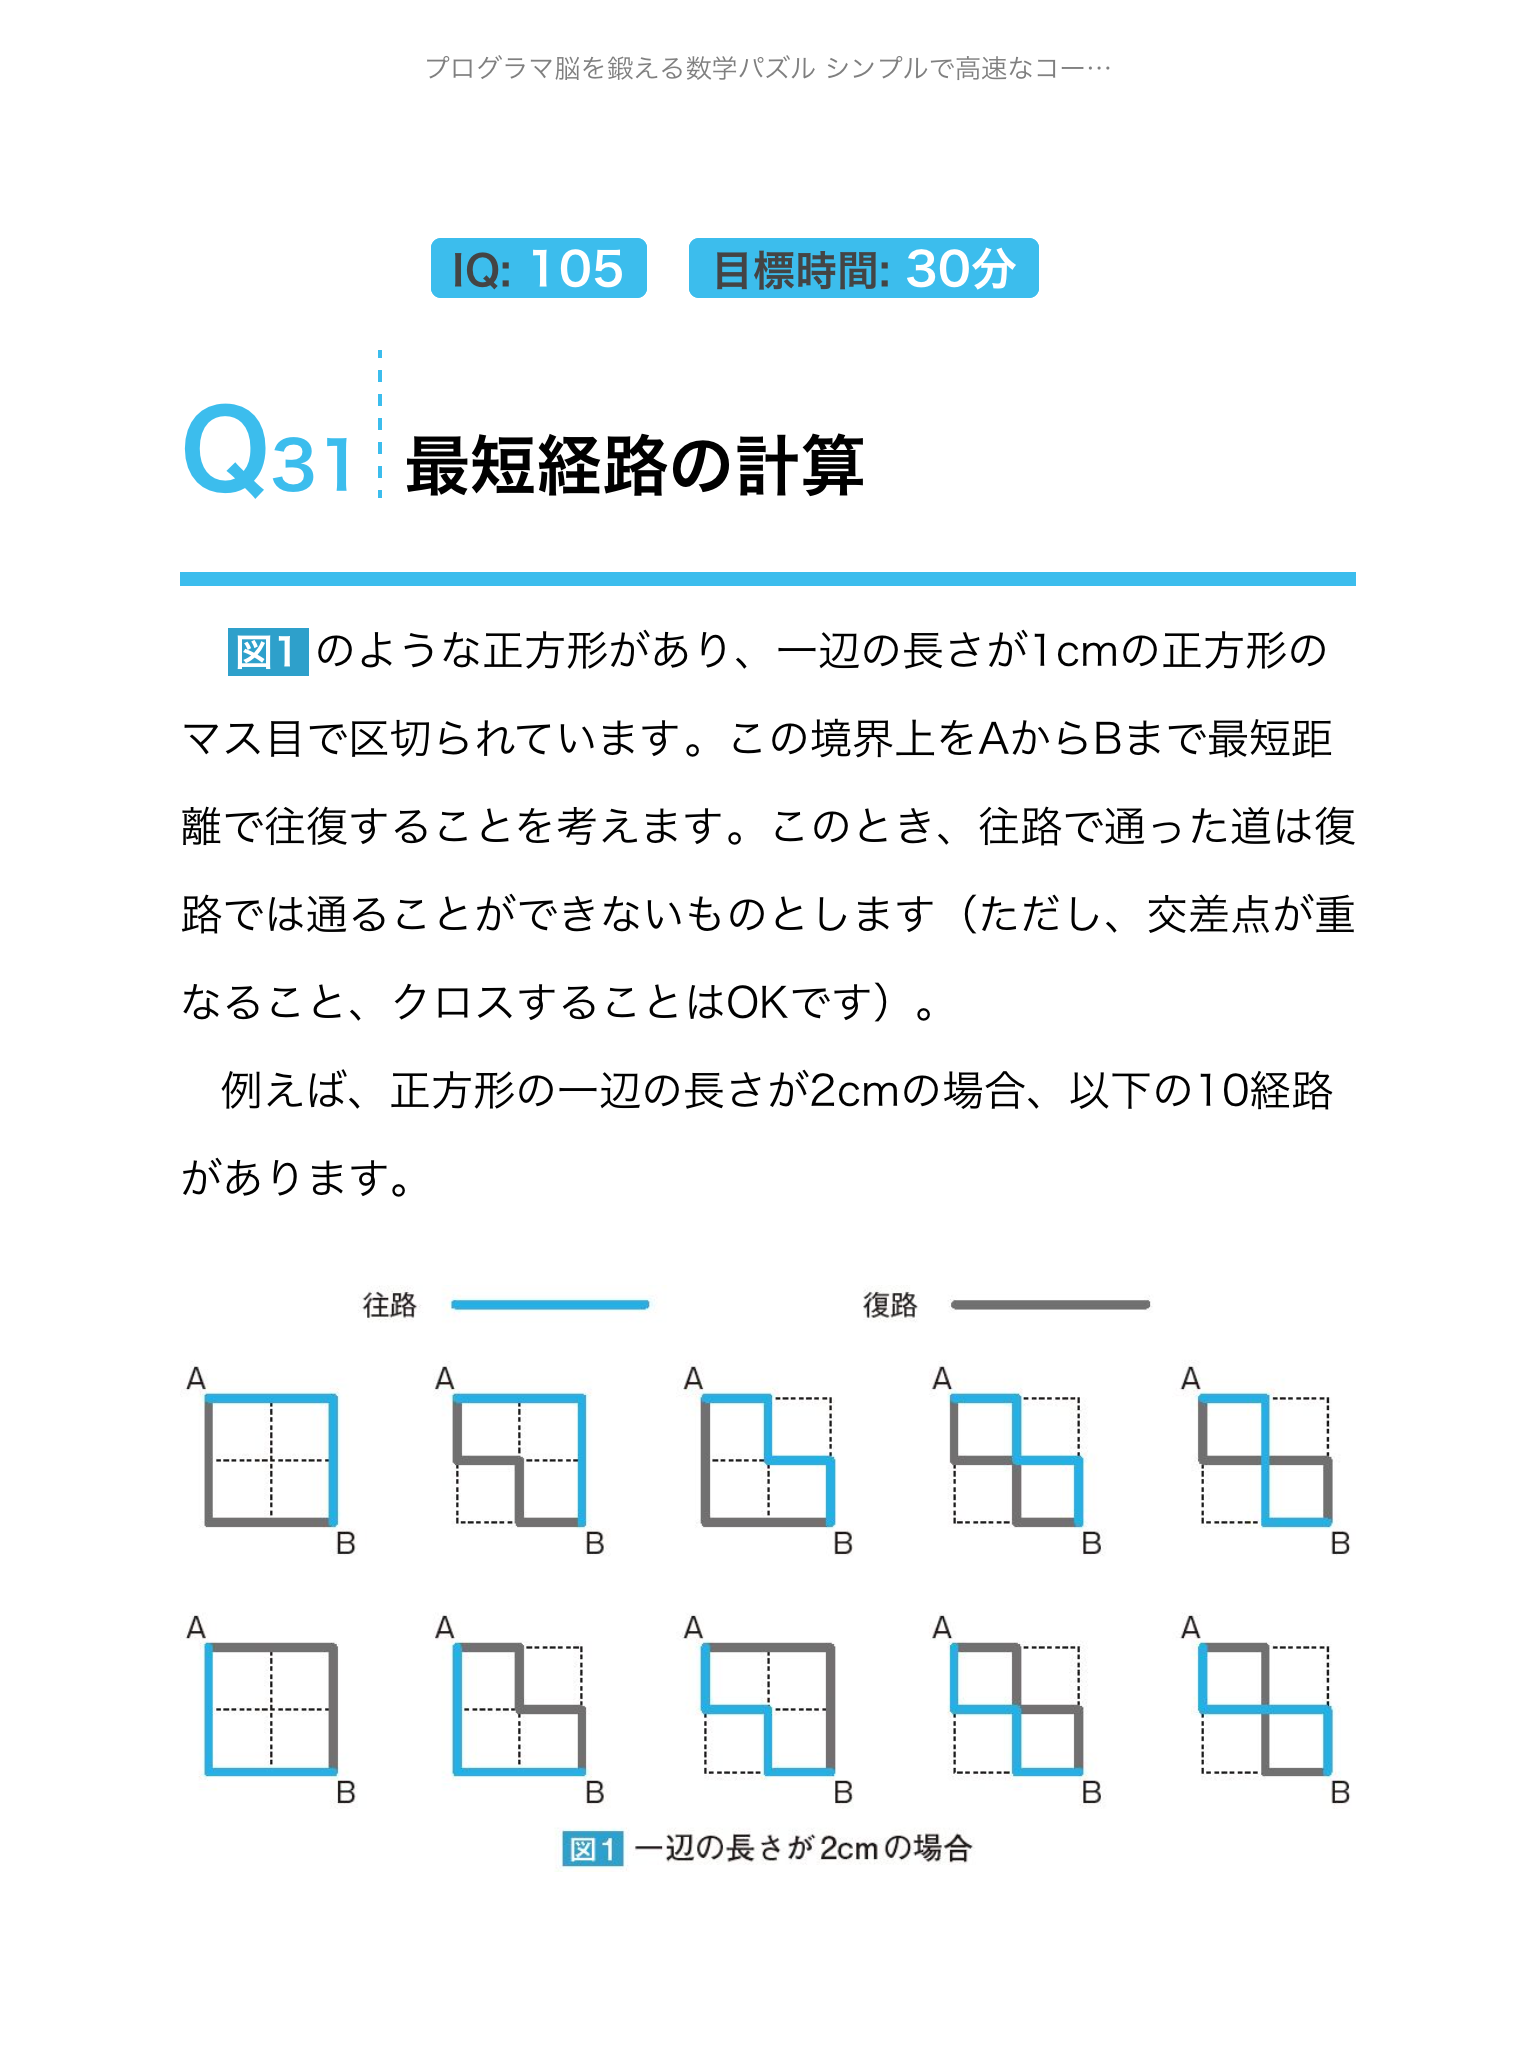 プログラマ脳を鍛える数学パズル シンプルで高速なコー…
IQ: 105 目標時間: 30分
Q31 最短経路の計算
図1のような正方形があり、一辺の長さが1cmの正方形の
マス目で区切られています。この境界上をAからBまで最短距
離で往復することを考えます。このとき、往路で通った道は復
路では通ることができないものとします（ただし、交差点が重
なること、クロスすることはOKです）。
例えば、正方形の一辺の長さが2cmの場合、以下の10経路
があります。
往路 復路
A A A A A
B B B B B
A A A A A
B B B B B
図1 一辺の長さが2cmの場合